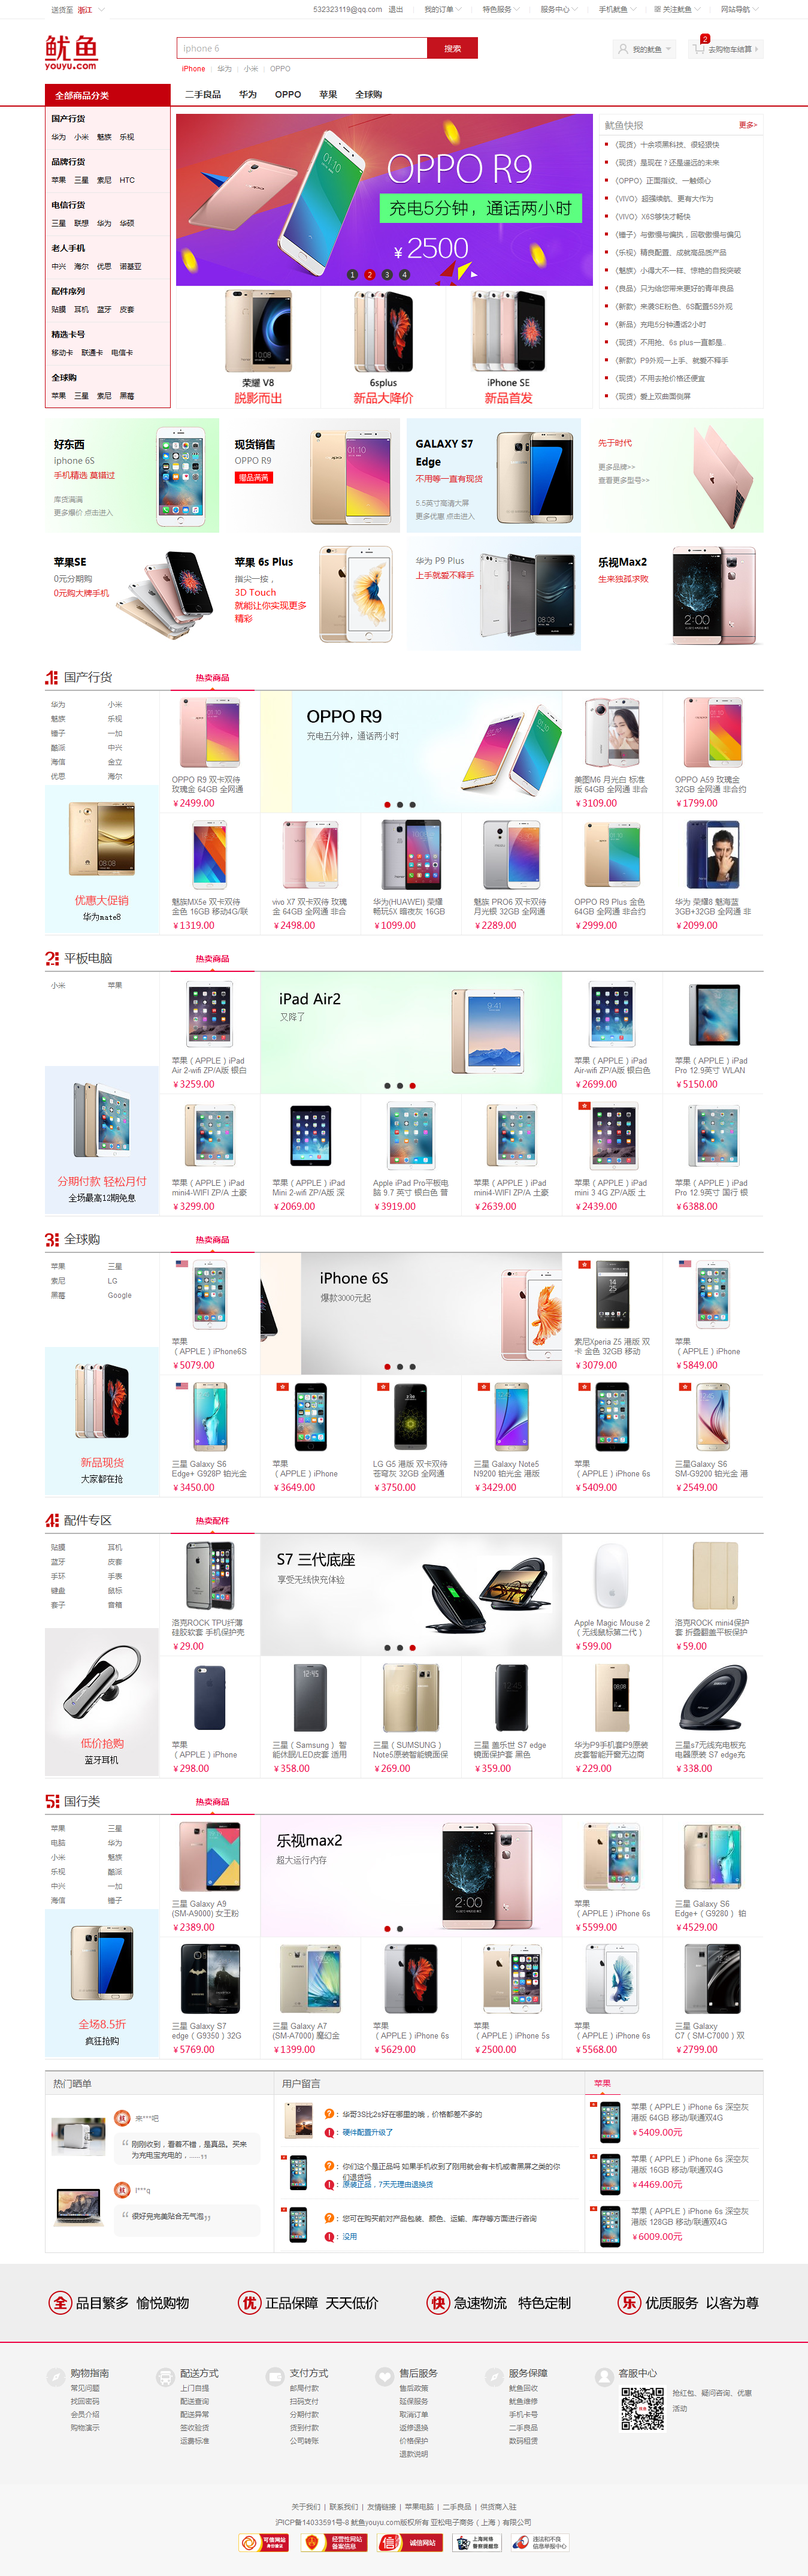 送货至 浙江
532323119@qq.com 退出 我的订单 特色服务 服务中心 手机鱿鱼 关注鱿鱼 网站导航
鱿鱼
youyu.com
iphone 6
搜索
iPhone | 华为 | 小米 | OPPO
我的鱿鱼
2
去购物车结算
全部商品分类
二手良品 华为 OPPO 苹果 全球购
国产行货
华为 小米 魅族 乐视
品牌行货
苹果 三星 索尼 HTC
电信行货
三星 联想 华为 华硕
老人手机
中兴 海尔 优思 诺基亚
配件序列
贴膜 耳机 蓝牙 皮套
精选卡号
移动卡 联通卡 电信卡
全球购
苹果 三星 索尼 黑莓
OPPO R9
充电5分钟，通话两小时
¥2500
1 2 3 4
荣耀 V8
脱影而出
6splus
新品大降价
iPhone SE
新品首发
鱿鱼快报 更多>
（现货）十余项黑科技，很轻狠快
（现货）是现在？还是遥远的未来
（OPPO）正面指纹，一触倾心
（VIVO）超强续航、更有大作为
（VIVO）X6S够快才畅快
（锤子）与傲慢与偏执，回敬傲慢与偏见
（乐视）精良配置、成就高品质产品
（魅族）小得大不一样、惊艳的自我突破
（良品）只为给您带来更好的青年良品
（新款）来袭SE粉色、6S配置5S外观
（新品）充电5分钟通话2小时
（现货）不用抢、6s plus一直都是..
（新款）P9外观一上手、就爱不释手
（现货）不用去抢价格还便宜
（现货）爱上双曲面侧屏
好东西
iphone 6S
手机精选 莫错过
库货满满
更多爆价 点击进入
现货销售
OPPO R9
赠品满满
GALAXY S7
Edge
不用等一直有现货
5.5英寸高清大屏
更多优惠 点击进入
先于时代
更多品牌>>
查看更多型号>>
苹果SE
0元分期购
0元购大牌手机
苹果 6s Plus
指尖一按，
3D Touch
就能让你实现更多
精彩
华为 P9 Plus
上手就爱不释手
乐视Max2
生来独孤求败
1 国产行货 热卖商品
华为 小米
魅族 乐视
锤子 一加
酷派 中兴
海信 金立
优思 海尔
优惠大促销
华为mate8
OPPO R9 双卡双待
玫瑰金 64GB 全网通
¥2499.00
OPPO R9
充电五分钟，通话两小时
美图M6 月光白 标准
版 64GB 全网通 非合
¥3109.00
OPPO A59 玫瑰金
32GB 全网通 非合约
¥1799.00
魅族MX5e 双卡双待
金色 16GB 移动4G/联
¥1319.00
vivo X7 双卡双待 玫瑰
金 64GB 全网通 非合
¥2498.00
华为(HUAWEI) 荣耀
畅玩5X 暗夜灰 16GB
¥1099.00
魅族 PRO6 双卡双待
月光银 32GB 全网通
¥2289.00
OPPO R9 Plus 金色
64GB 全网通 非合约
¥2999.00
华为 荣耀8 魅海蓝
3GB+32GB 全网通 非
¥2099.00
2 平板电脑 热卖商品
小米 苹果
分期付款 轻松月付
全场最高12期免息
苹果（APPLE）iPad
Air 2-wifi ZP/A版 银白
¥3259.00
iPad Air2
又降了
苹果（APPLE）iPad
Air-wifi ZP/A版 银白色
¥2699.00
苹果（APPLE）iPad
Pro 12.9英寸 WLAN
¥5150.00
苹果（APPLE）iPad
mini4-WIFI ZP/A 土豪
¥3299.00
苹果（APPLE）iPad
Mini 2-wifi ZP/A版 深
¥2069.00
Apple iPad Pro平板电
脑 9.7 英寸 银白色 普
¥3919.00
苹果（APPLE）iPad
mini4-WIFI ZP/A 土豪
¥2639.00
苹果（APPLE）iPad
mini 3 4G ZP/A版 土
¥2439.00
苹果（APPLE）iPad
Pro 12.9英寸 国行 银
¥6388.00
3 全球购 热卖商品
苹果 三星
索尼 LG
黑莓 Google
新品现货
大家都在抢
苹果
（APPLE）iPhone6S
¥5079.00
iPhone 6S
爆款3000元起
索尼Xperia Z5 港版 双
卡 金色 32GB 移动
¥3079.00
苹果
（APPLE）iPhone
¥5849.00
三星 Galaxy S6
Edge+ G928P 铂光金
¥3450.00
苹果
（APPLE）iPhone
¥3649.00
LG G5 港版 双卡双待
苍穹灰 32GB 全网通
¥3750.00
三星 Galaxy Note5
N9200 铂光金 港版
¥3429.00
苹果
（APPLE）iPhone 6s
¥5409.00
三星Galaxy S6
SM-G9200 铂光金 港
¥2549.00
4 配件专区 热卖配件
贴膜 耳机
蓝牙 皮套
手环 手表
键盘 鼠标
套子 音箱
低价抢购
蓝牙耳机
洛克ROCK TPU纤薄
硅胶软套 手机保护壳
¥29.00
S7 三代底座
享受无线快充体验
Apple Magic Mouse 2
（无线鼠标第二代）
¥599.00
洛克ROCK mini4保护
套 折叠翻盖平板保护
¥59.00
苹果
（APPLE）iPhone
¥298.00
三星（Samsung） 智
能休眠/LED皮套 适用
¥358.00
三星（SUMSUNG）
Note5原装智能镜面保
¥269.00
三星 盖乐世 S7 edge
镜面保护套 黑色
¥359.00
华为P9手机套P9原装
皮套智能开窗无边商
¥229.00
三星s7无线充电板充
电器原装 S7 edge充
¥338.00
5 国行类 热卖商品
苹果 三星
电脑 华为
小米 魅族
乐视 酷派
中兴 一加
海信 锤子
全场8.5折
疯狂抢购
三星 Galaxy A9
(SM-A9000) 女王粉
¥2389.00
乐视max2
超大运行内存
苹果
（APPLE）iPhone 6s
¥5599.00
三星 Galaxy S6
Edge+（G9280） 铂
¥4529.00
三星 Galaxy S7
edge（G9350）32G
¥5769.00
三星 Galaxy A7
(SM-A7000) 魔幻金
¥1399.00
苹果
（APPLE）iPhone 6s
¥5629.00
苹果
（APPLE）iPhone 5s
¥2500.00
苹果
（APPLE）iPhone 6s
¥5568.00
三星 Galaxy
C7（SM-C7000）双
¥2799.00
热门晒单
来***吧
刚刚收到，看着不错，是真品。买来
为充电宝充电的，……
l***q
很好完完美贴合无气泡
用户留言
：华哥3S比2s好在哪里的哦，价格都差不多的
：硬件配置升级了
：你们这个是正品吗 如果手机收到了刚用就会有卡机或者黑屏之类的你
们退货吗
：原装正品，7天无理由退换货
：您可在购买前对产品包装、颜色、运输、库存等方面进行咨询
：没用
苹果
苹果（APPLE）iPhone 6s 深空灰
港版 64GB 移动/联通双4G
¥5409.00元
苹果（APPLE）iPhone 6s 深空灰
港版 16GB 移动/联通双4G
¥4469.00元
苹果（APPLE）iPhone 6s 深空灰
港版 128GB 移动/联通双4G
¥6009.00元
全 品目繁多 愉悦购物
优 正品保障 天天低价
快 急速物流 特色定制
乐 优质服务 以客为尊
购物指南
常见问题
找回密码
会员介绍
购物演示
配送方式
上门自提
配送查询
配送异常
签收验货
运费标准
支付方式
邮局付款
扫码支付
分期付款
货到付款
公司转账
售后服务
售后政策
延保服务
取消订单
返修退换
价格保护
退款说明
服务保障
鱿鱼回收
鱿鱼维修
手机卡号
二手良品
数码租赁
客服中心
抢红包、疑问咨询、优惠
活动
关于我们 | 联系我们 | 友情链接 | 苹果电脑 | 二手良品 | 供货商入驻
沪ICP备14033591号-8 鱿鱼youyu.com版权所有 亚松电子商务（上海）有限公司
可信网站
身份验证
经营性网站
备案信息
诚信网站
上海网络
警察提醒您
违法和不良
信息举报中心